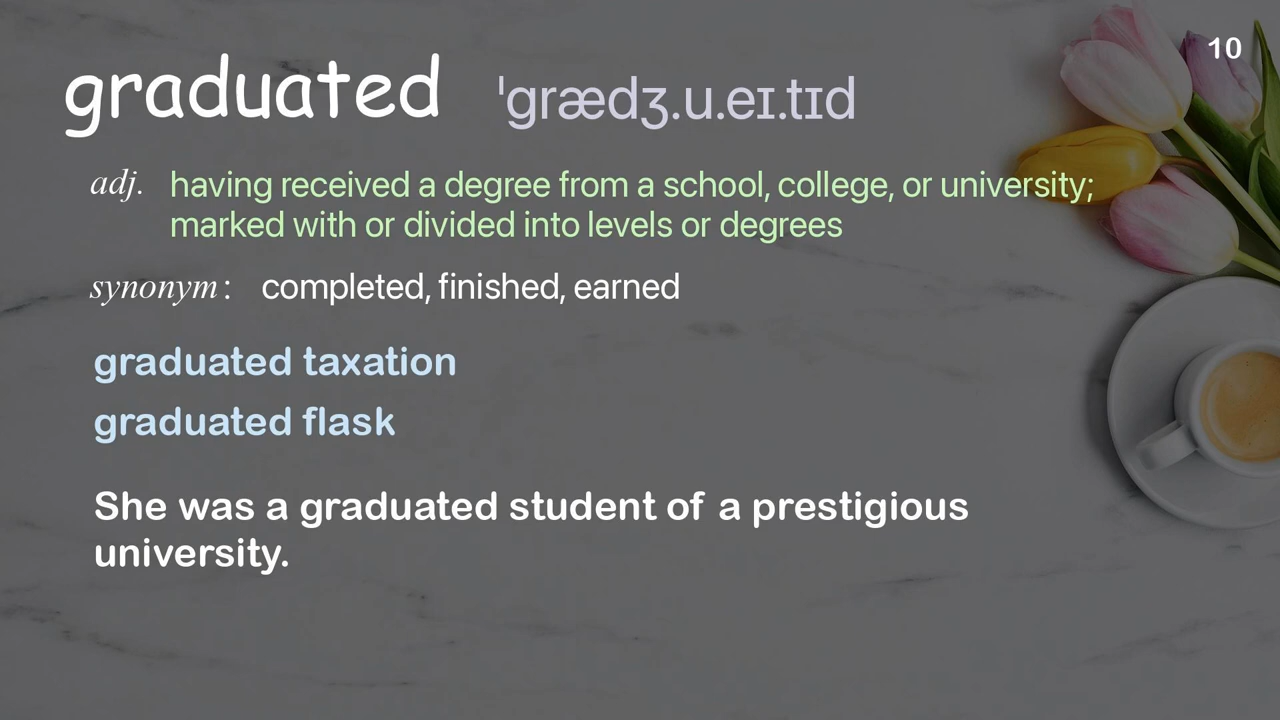 10
graduated ˈgrædʒ.u.eɪ.tɪd
adj. having received a degree from a school, college, or university;
marked with or divided into levels or degrees
synonym: completed, finished, earned
graduated taxation
graduated flask
She was a graduated student of a prestigious
university.